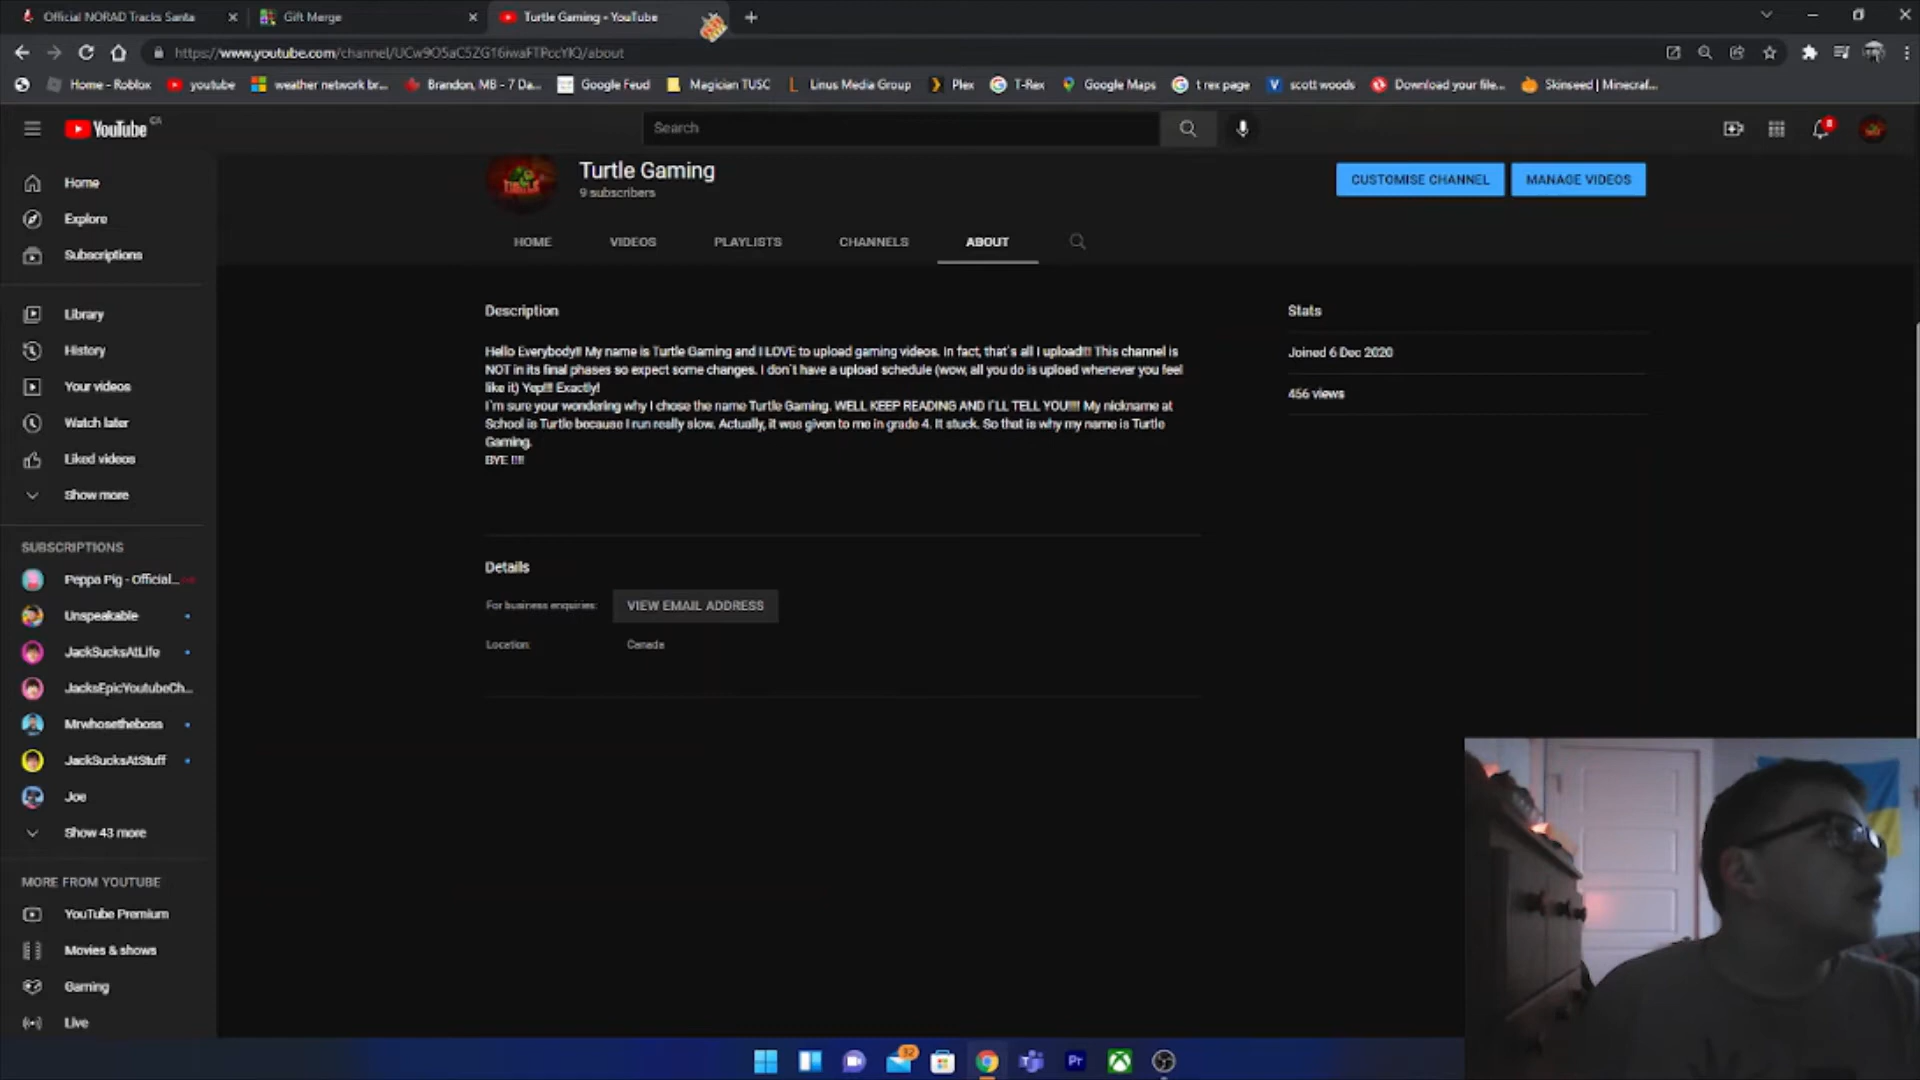 Official NORAD Tracks Santa
Gift Merge
Turtle Gaming - YouTube
https://www.youtube.com/channel/UCw9O5aC5ZG16iwaFTPccYlQ/about
Home - Roblox
youtube
weather network br...
Brandon, MB - 7 Da...
Google Feud
Magician TUSC
Linus Media Group
Plex
T-Rex
Google Maps
t rex page
scott woods
Download your file...
Skinseed | Minecraf...
YouTube CA
Search
8
Home
Explore
Subscriptions
Library
History
Your videos
Watch later
Liked videos
Show more
SUBSCRIPTIONS
Peppa Pig - Official...
Unspeakable
JackSucksAtLife
JacksEpicYoutubeCh...
Mrwhosetheboss
JackSucksAtStuff
Joe
Show 43 more
MORE FROM YOUTUBE
YouTube Premium
Movies & shows
Gaming
Live
TURTLE
Turtle Gaming
9 subscribers
CUSTOMISE CHANNEL
MANAGE VIDEOS
HOME
VIDEOS
PLAYLISTS
CHANNELS
ABOUT
Description
Hello Everybody!! My name is Turtle Gaming and I LOVE to upload gaming videos. In fact, that's all I upload!!! This channel is
NOT in its final phases so expect some changes. I don't have a upload schedule (wow, all you do is upload whenever you feel
like it) Yep!!! Exactly!
I'm sure your wondering why I chose the name Turtle Gaming. WELL KEEP READING AND I'LL TELL YOU!!!! My nickname at
School is Turtle because I run really slow. Actually, it was given to me in grade 4. It stuck. So that is why my name is Turtle
Gaming.
BYE !!!!
Stats
Joined 6 Dec 2020
456 views
Details
For business enquiries:
VIEW EMAIL ADDRESS
Location:
Canada
32
Pr